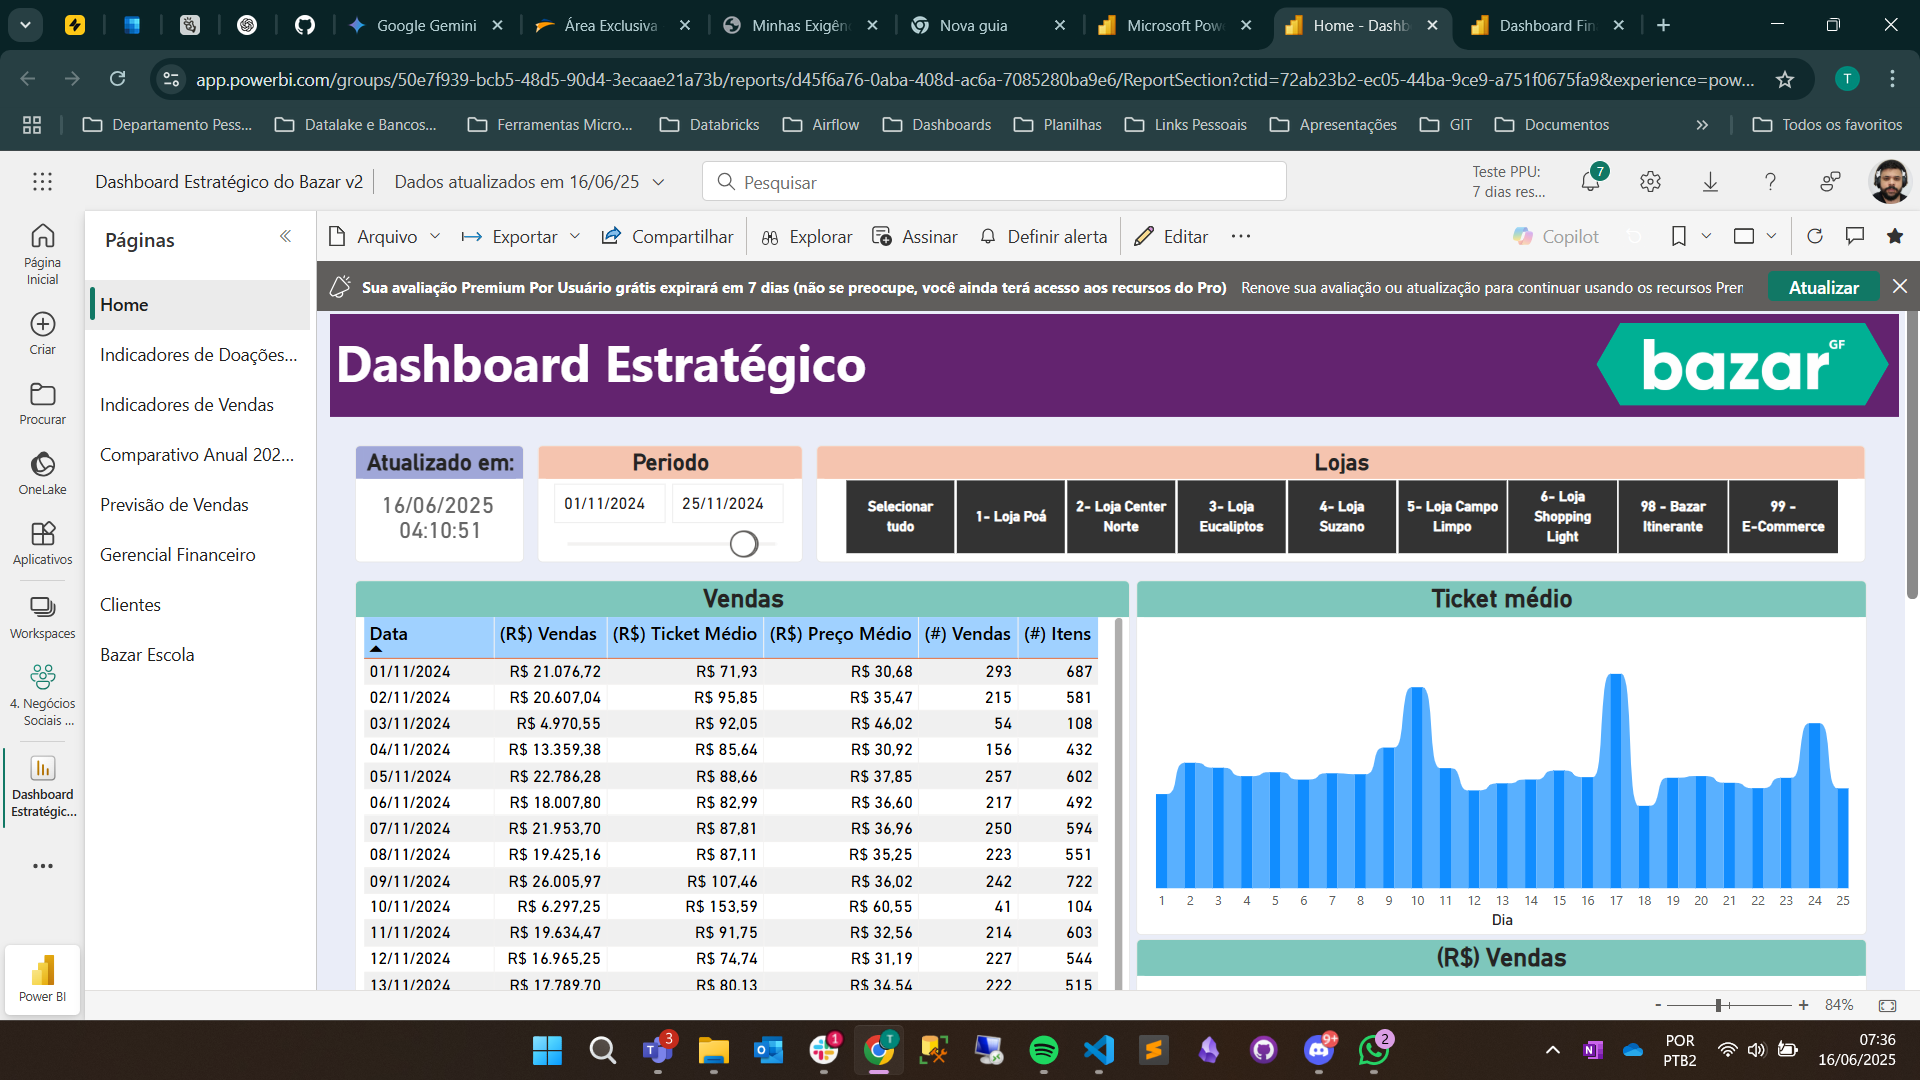 Google Gemini
Área Exclusiva
Minhas Exigên
Nova guia
Microsoft Pow
Home - Dashb
Dashboard Fin
app.powerbi.com/groups/50e7f939-bcb5-48d5-90d4-3ecaae21a73b/reports/d45f6a76-0aba-408d-ac6a-7085280ba9e6/ReportSection?ctid=72ab23b2-ec05-44ba-9ce9-a751f0675fa9&experience=pow...
T
Departamento Pess...
Datalake e Bancos...
Ferramentas Micro...
Databricks
Airflow
Dashboards
Planilhas
Links Pessoais
Apresentações
GIT
Documentos
Todos os favoritos
Dashboard Estratégico do Bazar v2
Dados atualizados em 16/06/25
Pesquisar
Teste PPU:
7 dias res...
7
Página
Inicial
Criar
Procurar
OneLake
Aplicativos
Workspaces
4. Negócios
Sociais ...
Dashboard
Estratégic...
Power BI
Páginas
Home
Indicadores de Doações...
Indicadores de Vendas
Comparativo Anual 202...
Previsão de Vendas
Gerencial Financeiro
Clientes
Bazar Escola
Arquivo
Exportar
Compartilhar
Explorar
Assinar
Definir alerta
Editar
Copilot
Sua avaliação Premium Por Usuário grátis expirará em 7 dias (não se preocupe, você ainda terá acesso aos recursos do Pro) Renove sua avaliação ou atualização para continuar usando os recursos Prer
Atualizar
Dashboard Estratégico
bazar GF
Atualizado em:
16/06/2025
04:10:51
Periodo
01/11/2024
25/11/2024
Lojas
Selecionar
tudo
1- Loja Poá
2- Loja Center
Norte
3- Loja
Eucaliptos
4- Loja
Suzano
5- Loja Campo
Limpo
6- Loja
Shopping
Light
98 - Bazar
Itinerante
99 -
E-Commerce
Vendas
Data (R$) Vendas (R$) Ticket Médio (R$) Preço Médio (#) Vendas (#) Itens
01/11/2024 R$ 21.076,72 R$ 71,93 R$ 30,68 293 687
02/11/2024 R$ 20.607,04 R$ 95,85 R$ 35,47 215 581
03/11/2024 R$ 4.970,55 R$ 92,05 R$ 46,02 54 108
04/11/2024 R$ 13.359,38 R$ 85,64 R$ 30,92 156 432
05/11/2024 R$ 22.786,28 R$ 88,66 R$ 37,85 257 602
06/11/2024 R$ 18.007,80 R$ 82,99 R$ 36,60 217 492
07/11/2024 R$ 21.953,70 R$ 87,81 R$ 36,96 250 594
08/11/2024 R$ 19.425,16 R$ 87,11 R$ 35,25 223 551
09/11/2024 R$ 26.005,97 R$ 107,46 R$ 36,02 242 722
10/11/2024 R$ 6.297,25 R$ 153,59 R$ 60,55 41 104
11/11/2024 R$ 19.634,47 R$ 91,75 R$ 32,56 214 603
12/11/2024 R$ 16.965,25 R$ 74,74 R$ 31,19 227 544
13/11/2024 R$ 17.789,70 R$ 80,13 R$ 34,54 222 515
Ticket médio
1 2 3 4 5 6 7 8 9 10 11 12 13 14 15 16 17 18 19 20 21 22 23 24 25
Dia
(R$) Vendas
- + 84%
3
1
T
9+
2
POR
PTB2
07:36
16/06/2025